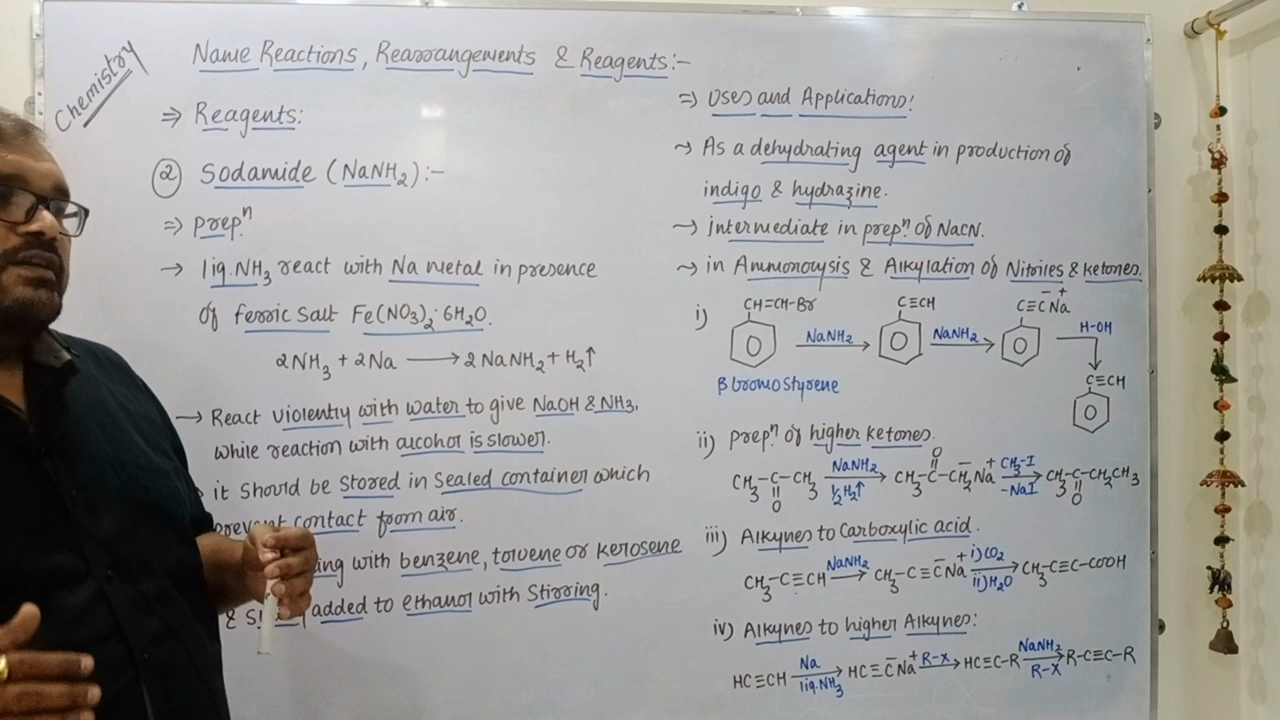 Chemistry
Name Reactions, Rearrangements & Reagents:-
⇒ Reagents:
② Sodamide (NaNH₂):-
⇒ prepⁿ
→ liq.NH₃ react with Na metal in presence
of ferric salt Fe(NO₃)₂·6H₂O.
2NH₃ + 2Na ⟶ 2NaNH₂ + H₂↑
→ React violently with water to give NaOH & NH₃,
while reaction with alcohol is slower.
it should be stored in sealed container which
prevent contact from air.
ing with benzene, toluene or kerosene
& added to ethanol with stirring.
⇒ Uses and Applications:
~> As a dehydrating agent in production of
indigo & hydrazine.
~> intermediate in prepⁿ of NaCN.
~> in Ammonolysis & Alkylation of Nitriles & ketones.
i) CH=CH-Br NaNH₂ C≡CH NaNH₂ C≡C⁻Na⁺ H-OH C≡CH
β bromo styrene
ii) prepⁿ of higher ketones.
CH₃-C(=O)-CH₃ NaNH₂ ½H₂↑ → CH₃-C(=O)-CH₂⁻Na⁺ CH₃-I -NaI → CH₃-C(=O)-CH₂CH₃
iii) Alkynes to Carboxylic acid.
CH₃-C≡CH NaNH₂ → CH₃-C≡C⁻Na⁺ i)CO₂ ii)H₂O → CH₃-C≡C-COOH
iv) Alkynes to higher Alkynes:
HC≡CH Na liq.NH₃ → HC≡C⁻Na⁺ R-X → HC≡C-R NaNH₂ R-X → R-C≡C-R